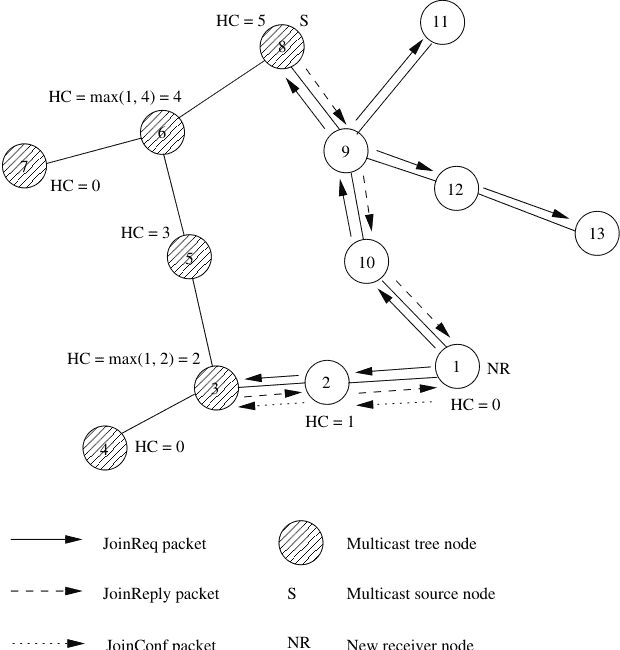 11
HC = 5
S
8
HC = max(1, 4) = 4
6
9
7
HC = 0
12
HC = 3
13
5
10
HC = max(1, 2) = 2
1
NR
3
2
HC = 0
HC = 1
4
HC = 0
JoinReq packet
Multicast tree node
JoinReply packet
S
Multicast source node
JoinConf packet
NR
New receiver node